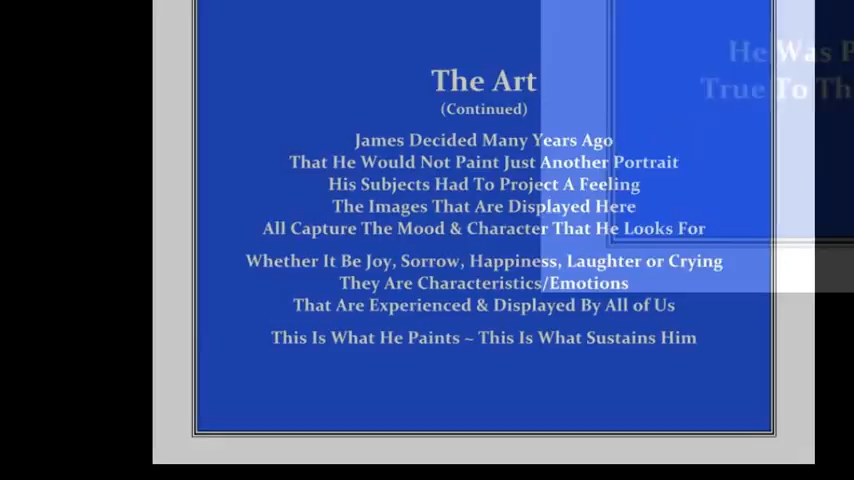 The Art
(Continued)
James Decided Many Years Ago
That He Would Not Paint Just Another Portrait
His Subjects Had To Project A Feeling
The Images That Are Displayed Here
All Capture The Mood & Character That He Looks For
Whether It Be Joy, Sorrow, Happiness, Laughter or Crying
They Are Characteristics/Emotions
That Are Experienced & Displayed By All of Us
This Is What He Paints ~ This Is What Sustains Him
He Was
True To